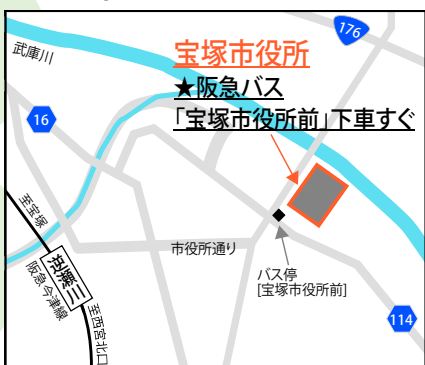 176
武庫川
宝塚市役所
★阪急バス
「宝塚市役所前」下車すぐ
16
至宝塚
市役所通り
逆瀬川
阪急今津線
バス停
[宝塚市役所前]
至西宮北口
114